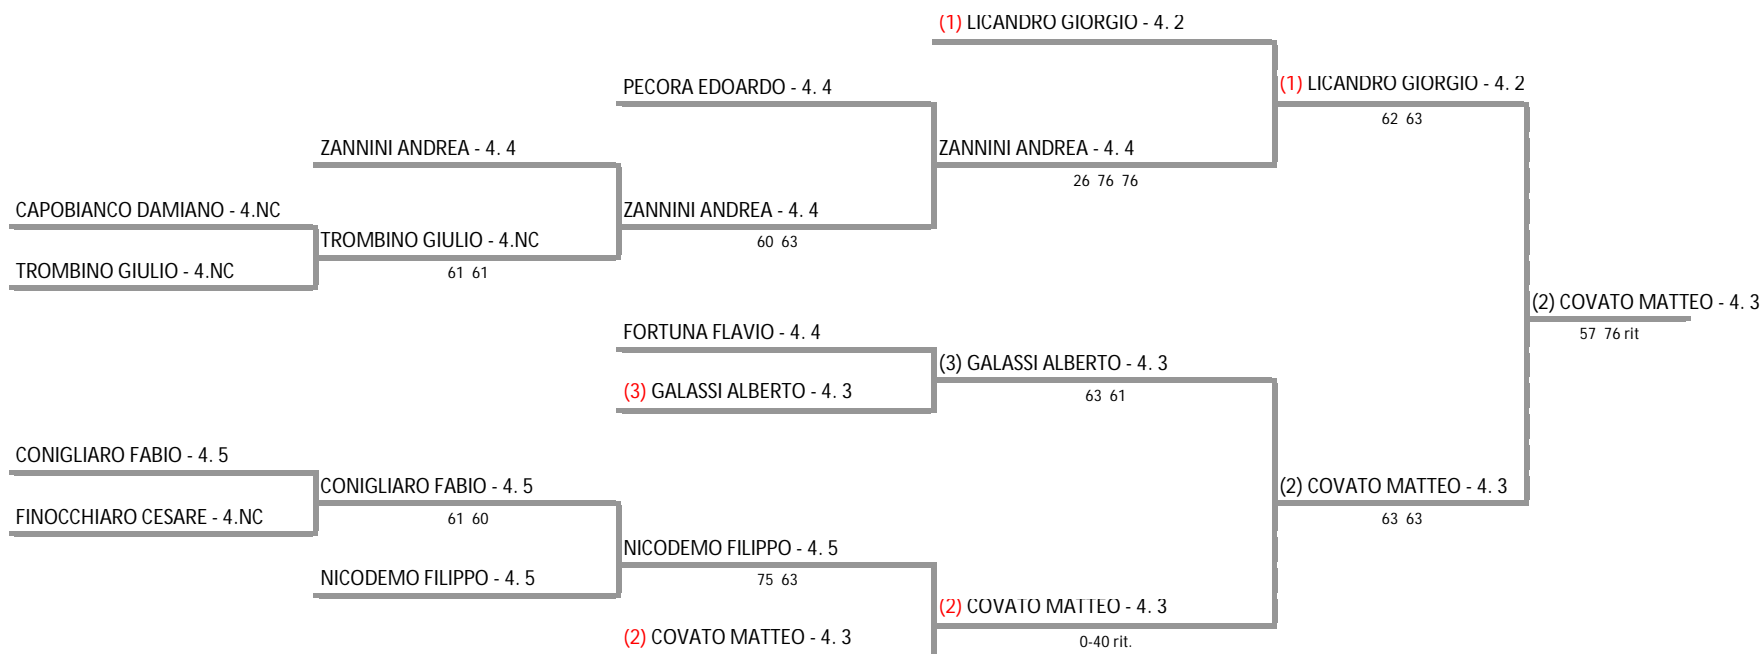 (1) LICANDRO GIORGIO - 4. 2
PECORA EDOARDO - 4. 4
(1) LICANDRO GIORGIO - 4. 2
62 63
ZANNINI ANDREA - 4. 4
ZANNINI ANDREA - 4. 4
26 76 76
CAPOBIANCO DAMIANO - 4.NC
ZANNINI ANDREA - 4. 4
60 63
TROMBINO GIULIO - 4.NC
61 61
TROMBINO GIULIO - 4.NC
(2) COVATO MATTEO - 4. 3
57 76 rit
FORTUNA FLAVIO - 4. 4
(3) GALASSI ALBERTO - 4. 3
63 61
(3) GALASSI ALBERTO - 4. 3
CONIGLIARO FABIO - 4. 5
CONIGLIARO FABIO - 4. 5
61 60
(2) COVATO MATTEO - 4. 3
63 63
FINOCCHIARO CESARE - 4.NC
NICODEMO FILIPPO - 4. 5
75 63
NICODEMO FILIPPO - 4. 5
(2) COVATO MATTEO - 4. 3
0-40 rit.
(2) COVATO MATTEO - 4. 3